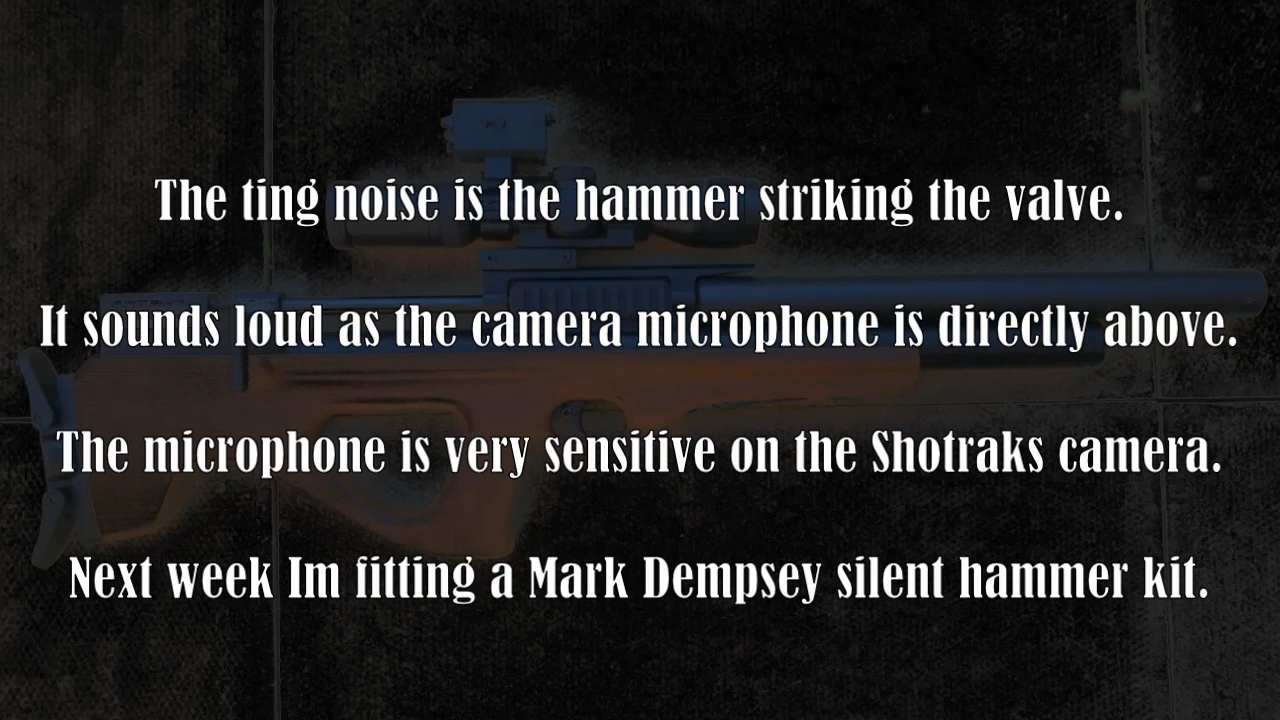 The ting noise is the hammer striking the valve.
It sounds loud as the camera microphone is directly above.
The microphone is very sensitive on the Shotraks camera.
Next week Im fitting a Mark Dempsey silent hammer kit.